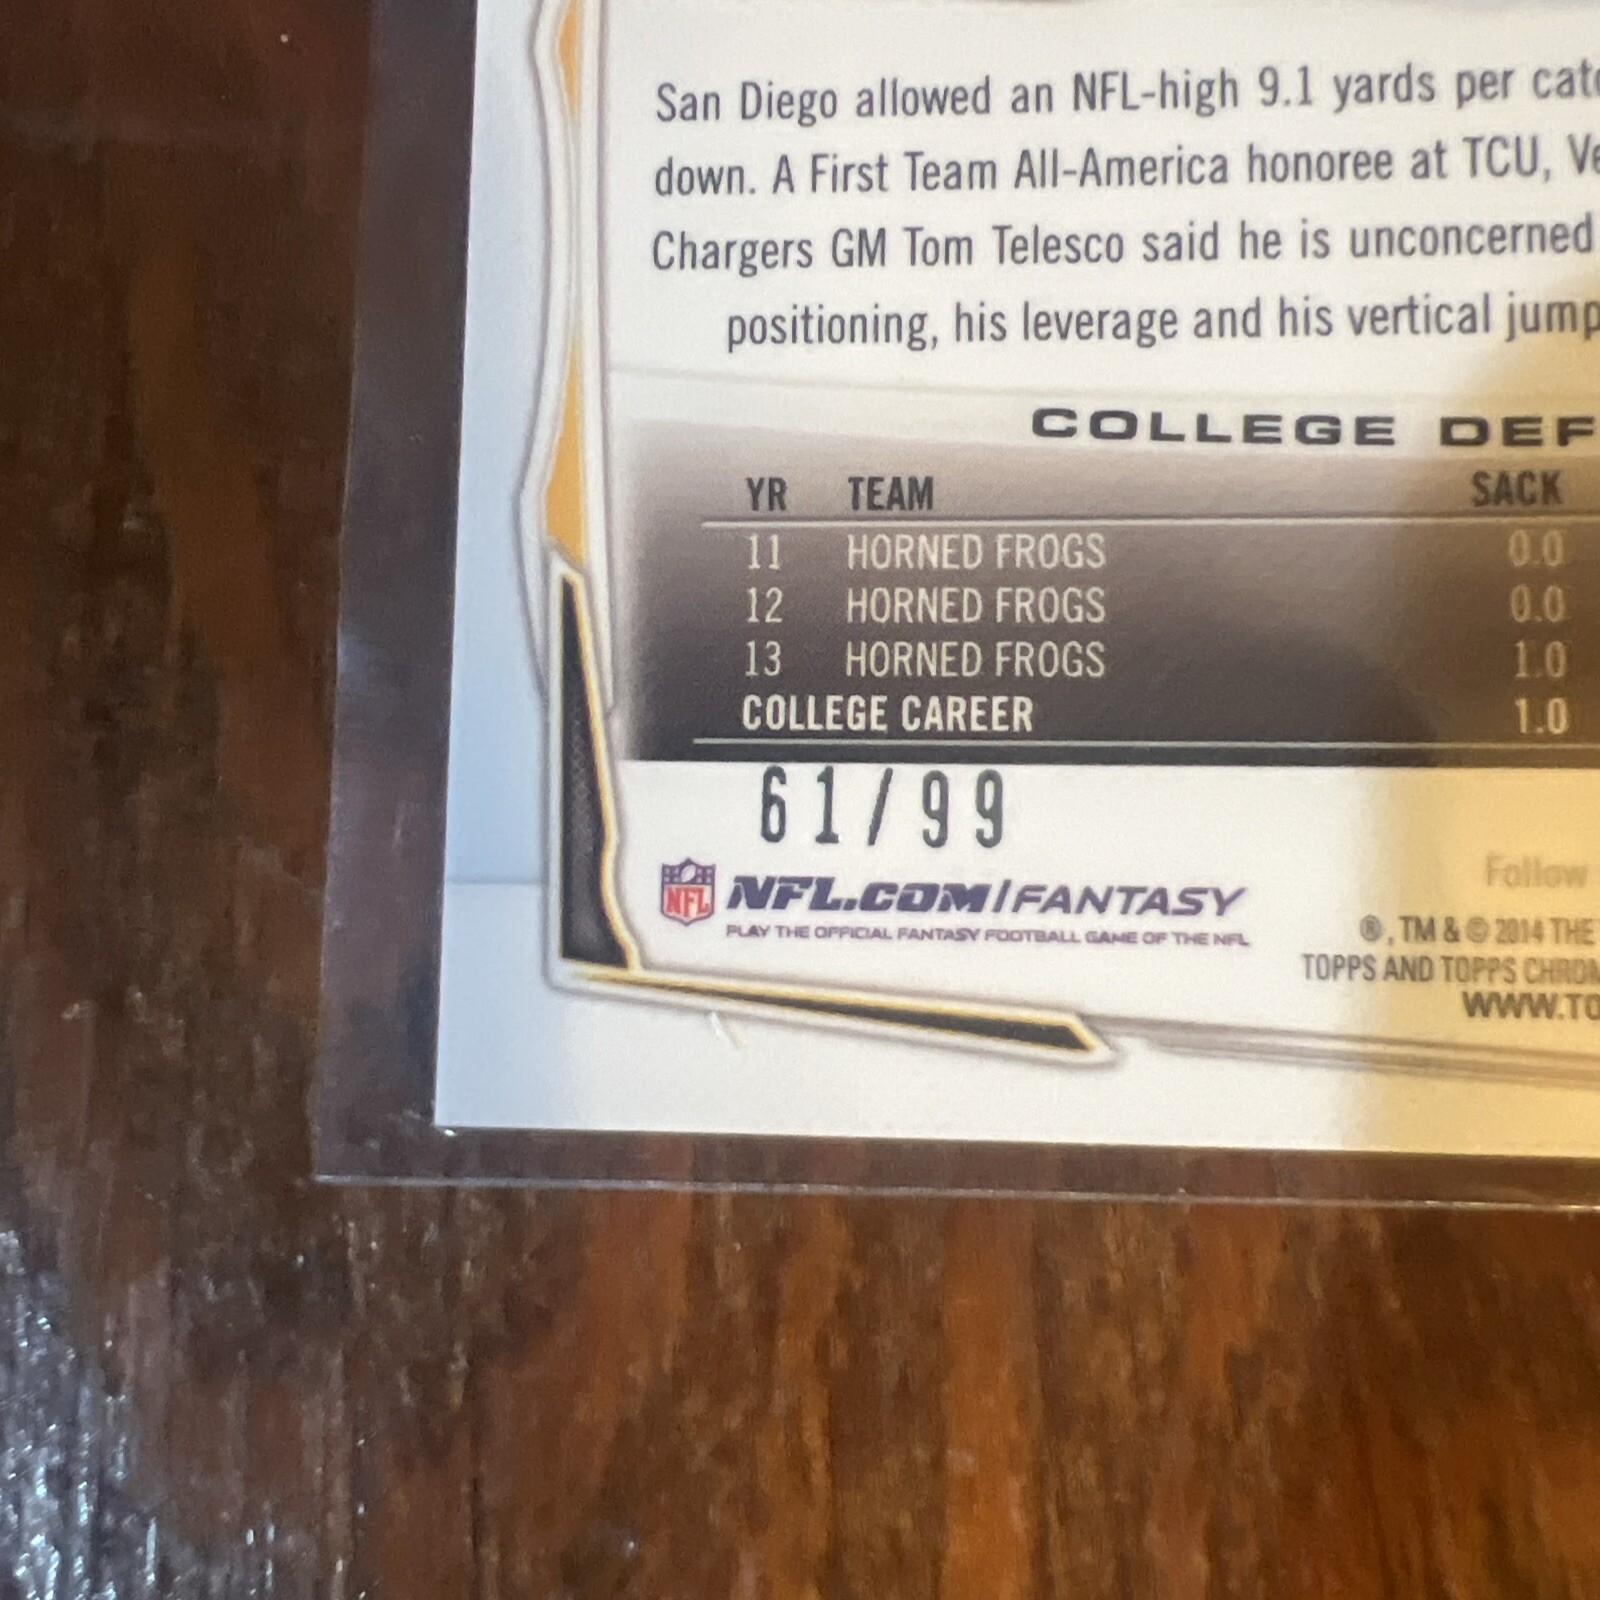 San Diego allowed an NFL-high 9.1 yards per
down. A First Team All-America honoree at TCU,
Chargers GM Tom Telesco said he is unconcerned
positioning, his leverage and his vertical jump
COLLEGE DEF
YR TEAM SACK
11 HORNED FROGS 0.0
12 HORNED FROGS 0.0
13 HORNED FROGS 1.0
COLLEGE CAREER 1.0
61/99
NFL NFL.COM/FANTASY
PLAY THE OFFICIAL FANTASY FOOTBALL GAME OF THE NFL
Follow
®, TM & © 2014 THE
TOPPS AND TOPPS CHROM
WWW.TO